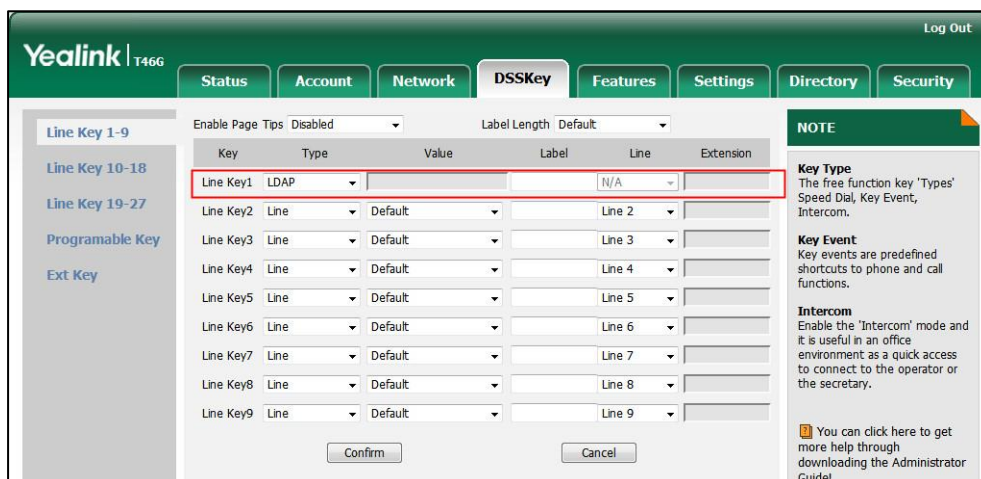 Log Out
Yealink T46G
Status Account Network DSSKey Features Settings Directory Security
Line Key 1-9
Line Key 10-18
Line Key 19-27
Programable Key
Ext Key
Enable Page Tips Disabled Label Length Default
Key Type Value Label Line Extension
Line Key1 LDAP N/A
Line Key2 Line Default Line 2
Line Key3 Line Default Line 3
Line Key4 Line Default Line 4
Line Key5 Line Default Line 5
Line Key6 Line Default Line 6
Line Key7 Line Default Line 7
Line Key8 Line Default Line 8
Line Key9 Line Default Line 9
Confirm Cancel
NOTE
Key Type
The free function key 'Types'
Speed Dial, Key Event,
Intercom.
Key Event
Key events are predefined
shortcuts to phone and call
functions.
Intercom
Enable the 'Intercom' mode and
it is useful in an office
environment as a quick access
to connect to the operator or
the secretary.
You can click here to get
more help through
downloading the Administrator
Guide!